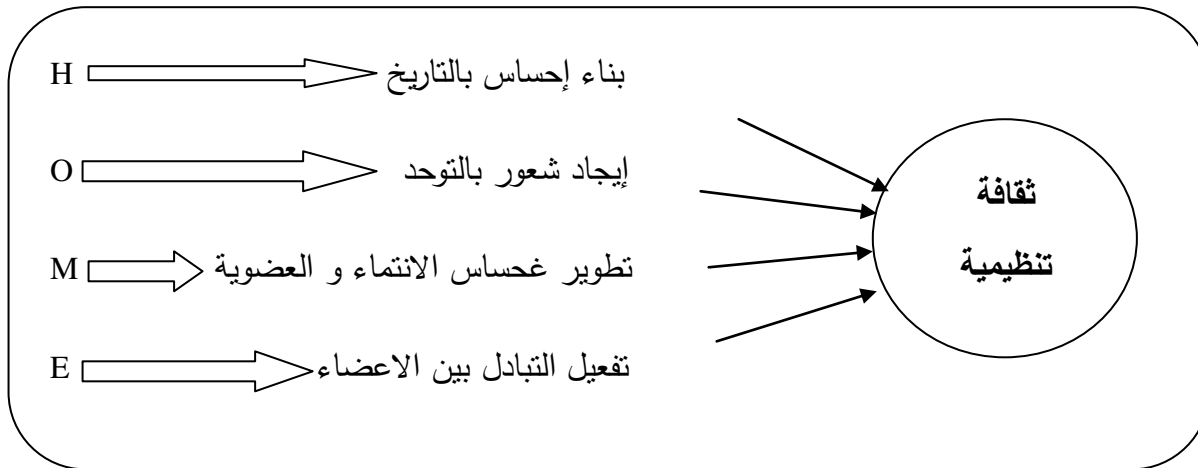 H بناء إحساس بالتاريخ
O إيجاد شعور بالتوحد
M تطوير غحساس الانتماء و العضوية
E تفعيل التبادل بين الاعضاء
ثقافة
تنظيمية